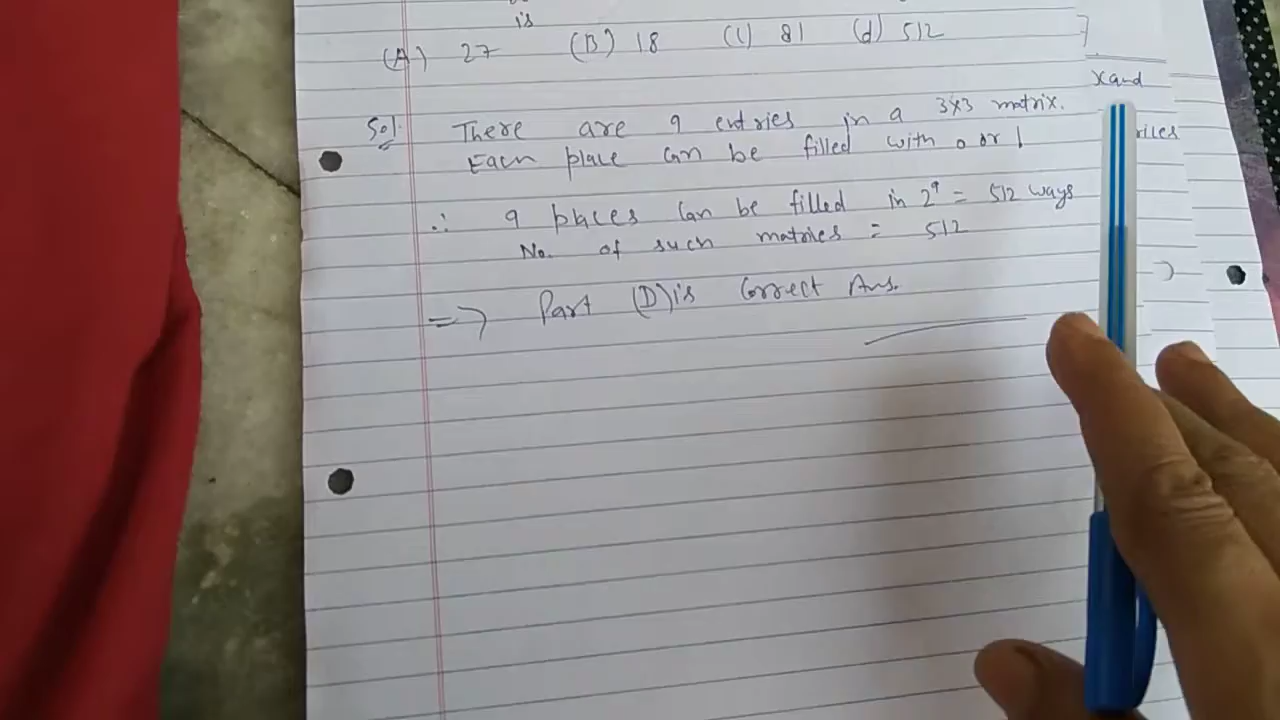 is
(A) 27 (B) 18 (C) 81 (d) 512
Sol. There are 9 entries in a 3x3 matrix.
Each place can be filled with 0 or 1
∴ 9 places can be filled in 2⁹ = 512 ways
No. of such matrices = 512
=> Part (D) is correct Ans.
X and